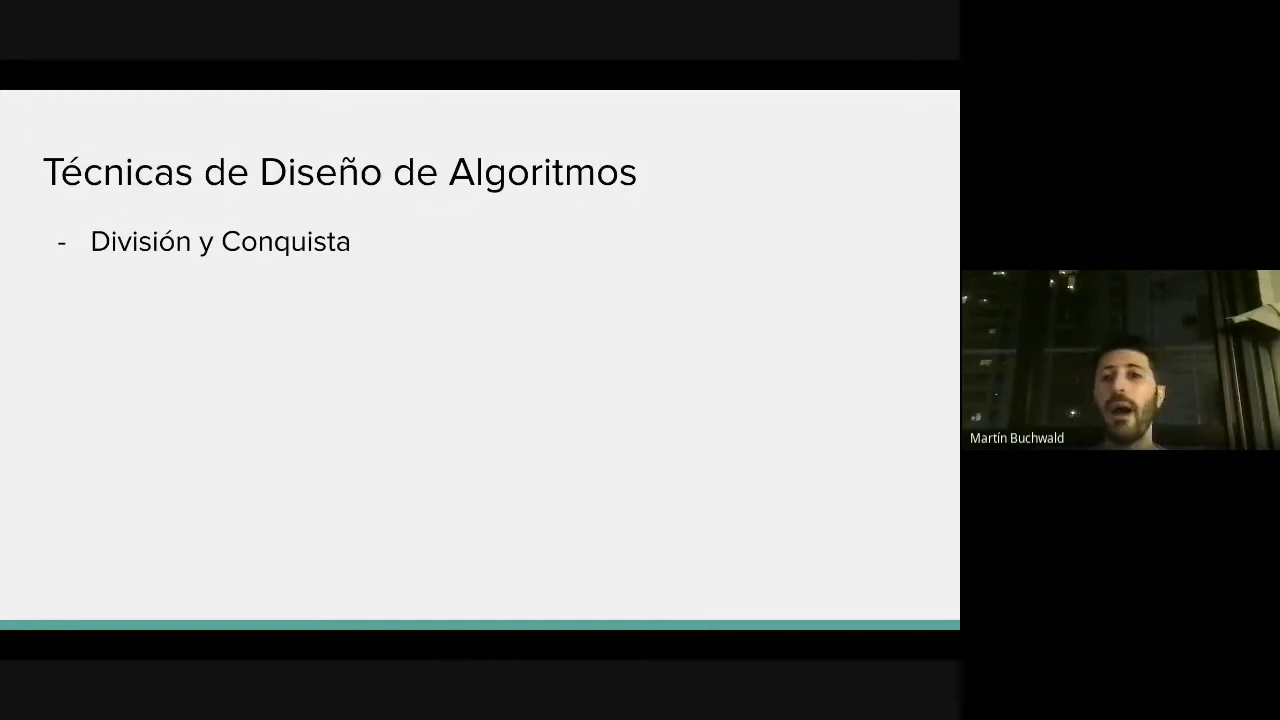 Técnicas de Diseño de Algoritmos
- División y Conquista
Martín Buchwald